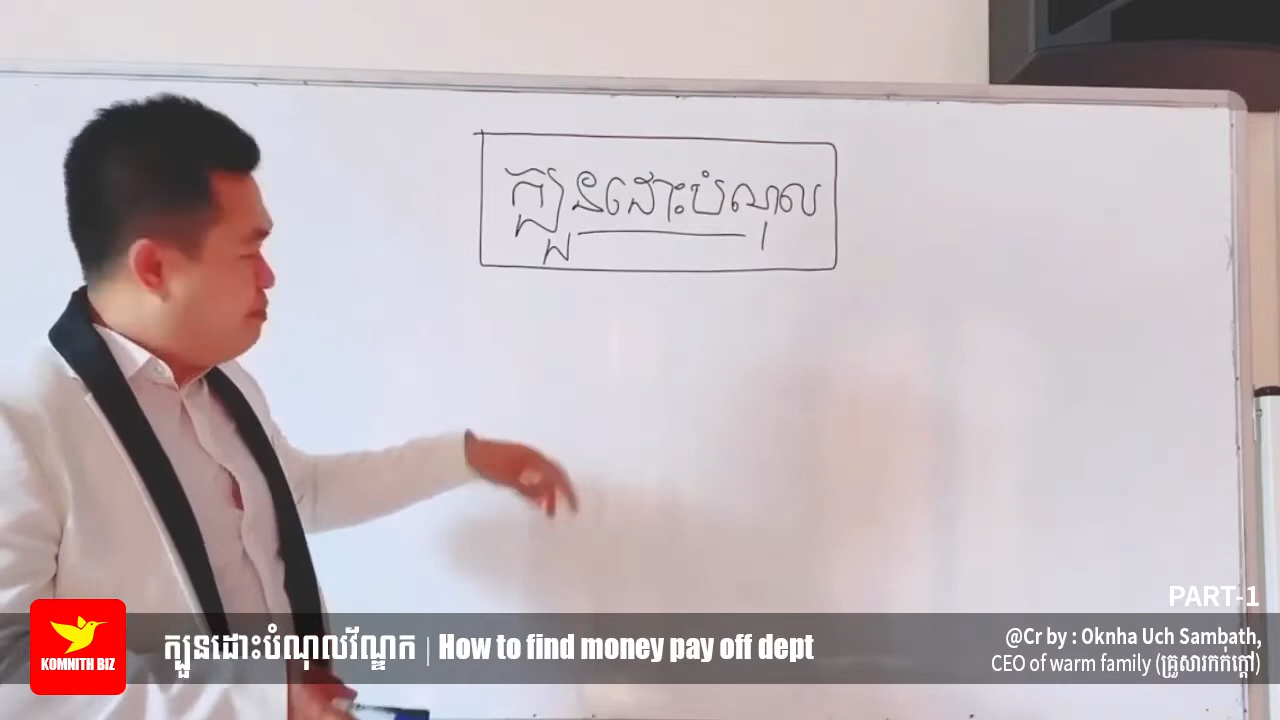 ក្បួនដោះបំណុល
PART-1
KOMNITH BIZ
ក្បួនដោះបំណុលវីណ្ឌក | How to find money pay off dept
@Cr by : Oknha Uch Sambath,
CEO of warm family (គ្រួសារកក់ក្តៅ)